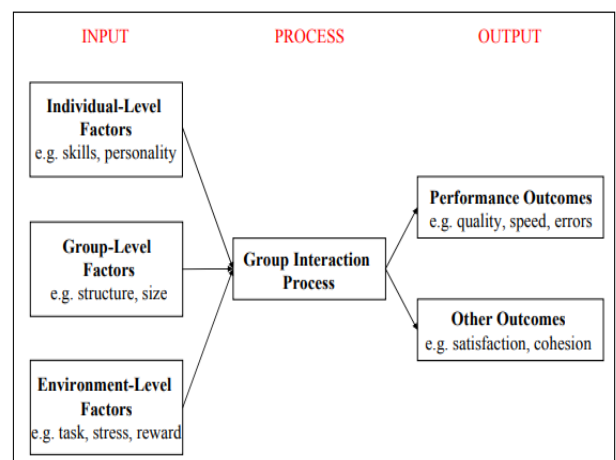 INPUT
PROCESS
OUTPUT
Individual-Level
Factors
e.g. skills, personality
Group-Level
Factors
e.g. structure, size
Environment-Level
Factors
e.g. task, stress, reward
Group Interaction
Process
Performance Outcomes
e.g. quality, speed, errors
Other Outcomes
e.g. satisfaction, cohesion